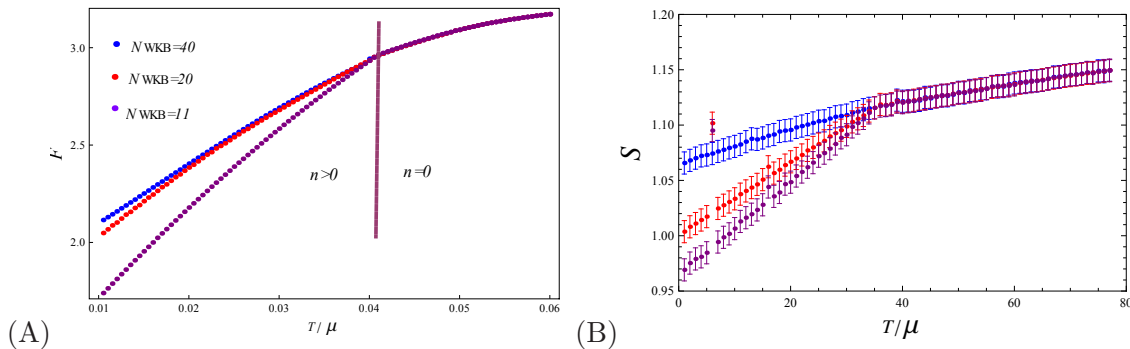 3.0
2.5
2.0
F
N WKB=40
N WKB=20
N WKB=11
n>0
n=0
0.01 0.02 0.03 0.04 0.05 0.06
T/μ
(A)
1.20
1.15
1.10
1.05
1.00
0.95
S
0 20 40 60 80
T/μ
(B)